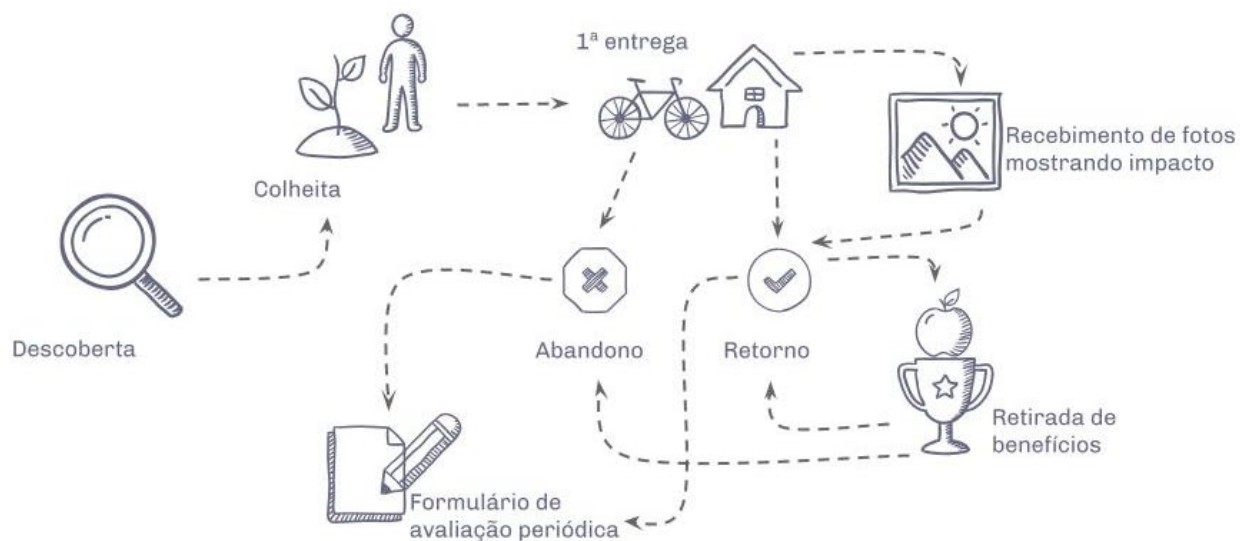 1ª entrega
Recebimento de fotos
mostrando impacto
Colheita
Descoberta
Abandono
Retorno
Retirada de
benefícios
Formulário de
avaliação periódica